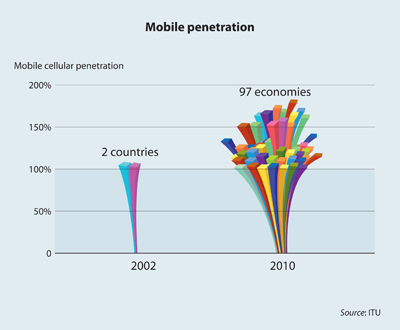 Mobile penetration
Mobile cellular penetration
200%
97 economies
150%
2 countries
100%
50%
0
2002 2010
Source: ITU